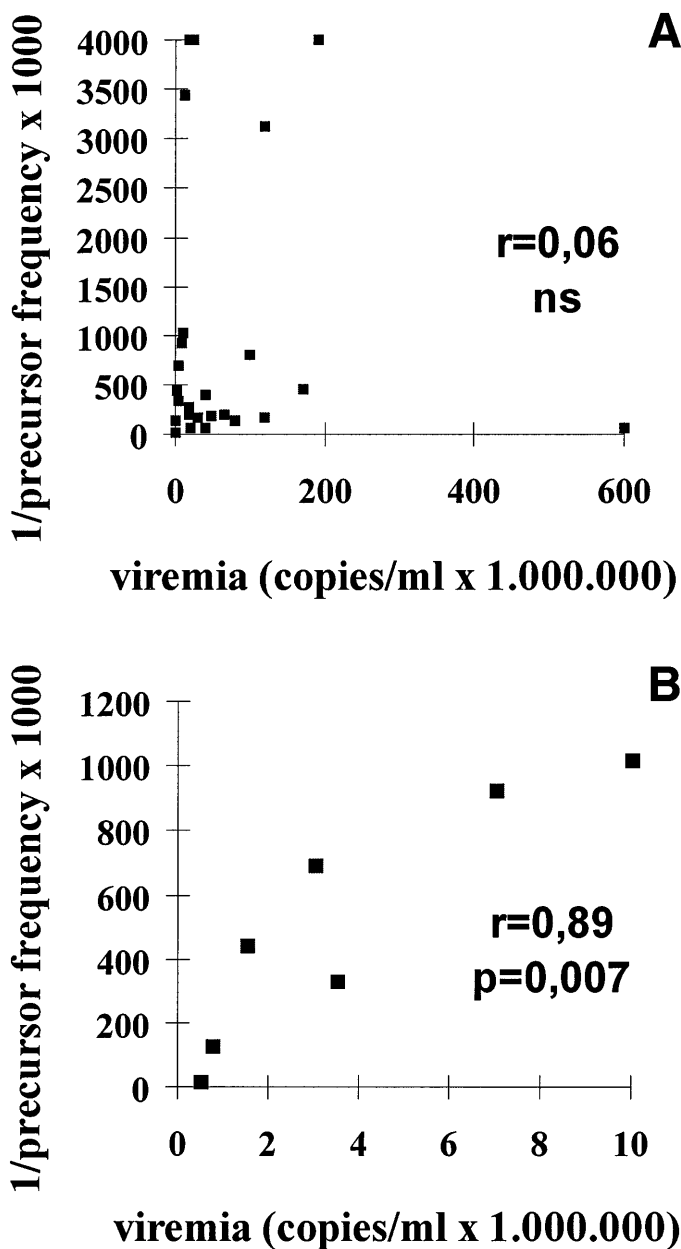 A
1/precursor frequency x 1000
4000
3500
3000
2500
2000
1500
1000
500
0
r=0,06
ns
0 200 400 600
viremia (copies/ml x 1.000.000)
B
1/precursor frequency x 1000
1200
1000
800
600
400
200
0
r=0,89
p=0,007
0 2 4 6 8 10
viremia (copies/ml x 1.000.000)